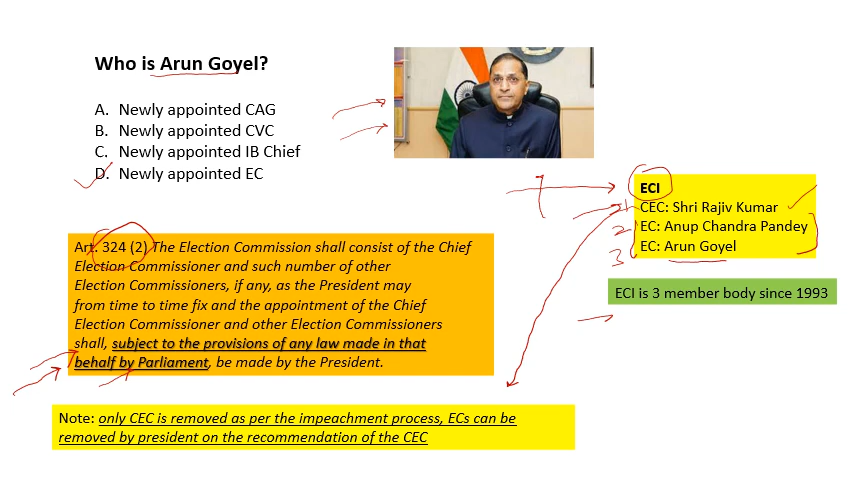 Who is Arun Goyel?
A. Newly appointed CAG
B. Newly appointed CVC
C. Newly appointed IB Chief
D. Newly appointed EC
ECI
CEC: Shri Rajiv Kumar
EC: Anup Chandra Pandey
EC: Arun Goyel
1
2
3
ECI is 3 member body since 1993
Art. 324 (2) The Election Commission shall consist of the Chief
Election Commissioner and such number of other
Election Commissioners, if any, as the President may
from time to time fix and the appointment of the Chief
Election Commissioner and other Election Commissioners
shall, subject to the provisions of any law made in that
behalf by Parliament, be made by the President.
Note: only CEC is removed as per the impeachment process, ECs can be
removed by president on the recommendation of the CEC